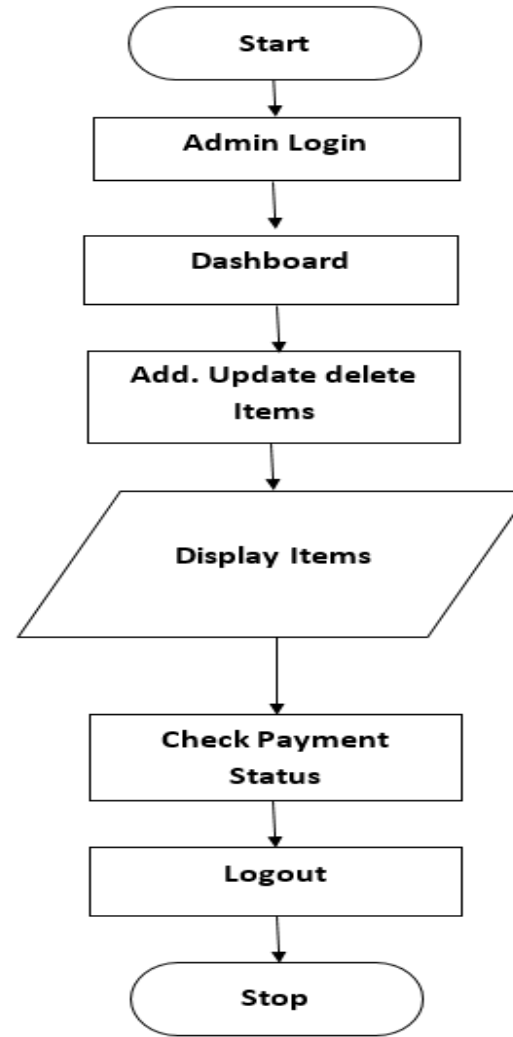 Start
Admin Login
Dashboard
Add. Update delete
Items
Display Items
Check Payment
Status
Logout
Stop